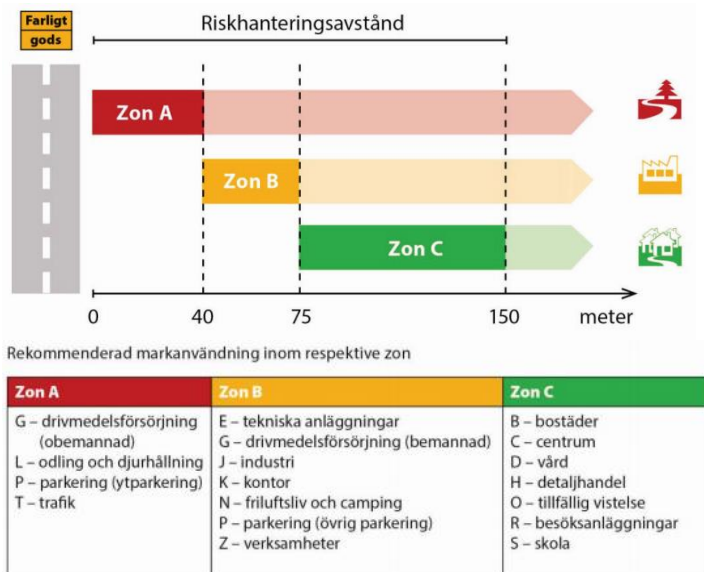 Farligt
gods
Riskhanteringsavstånd
Zon A
Zon B
Zon C
0 40 75 150 meter
Rekommenderad markanvändning inom respektive zon
Zon A
G – drivmedelsförsörjning
(obemannad)
L – odling och djurhållning
P – parkering (ytparkering)
T – trafik
Zon B
E – tekniska anläggningar
G – drivmedelsförsörjning (bemannad)
J – industri
K – kontor
N – friluftsliv och camping
P – parkering (övrig parkering)
Z – verksamheter
Zon C
B – bostäder
C – centrum
D – vård
H – detaljhandel
O – tillfällig vistelse
R – besöksanläggningar
S – skola